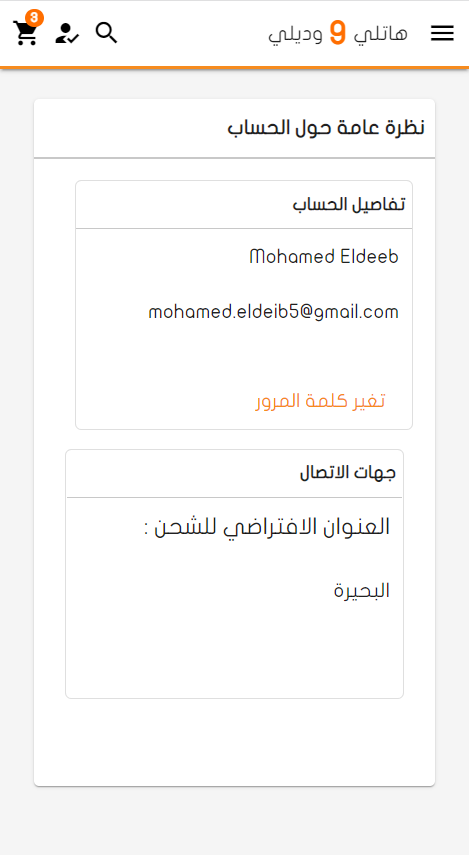 هاتلي 9 وديلي
3
نظرة عامة حول الحساب
تفاصيل الحساب
Mohamed Eldeeb
mohamed.eldeib5@gmail.com
تغير كلمة المرور
جهات الاتصال
العنوان الافتراضي للشحن :
البحيرة